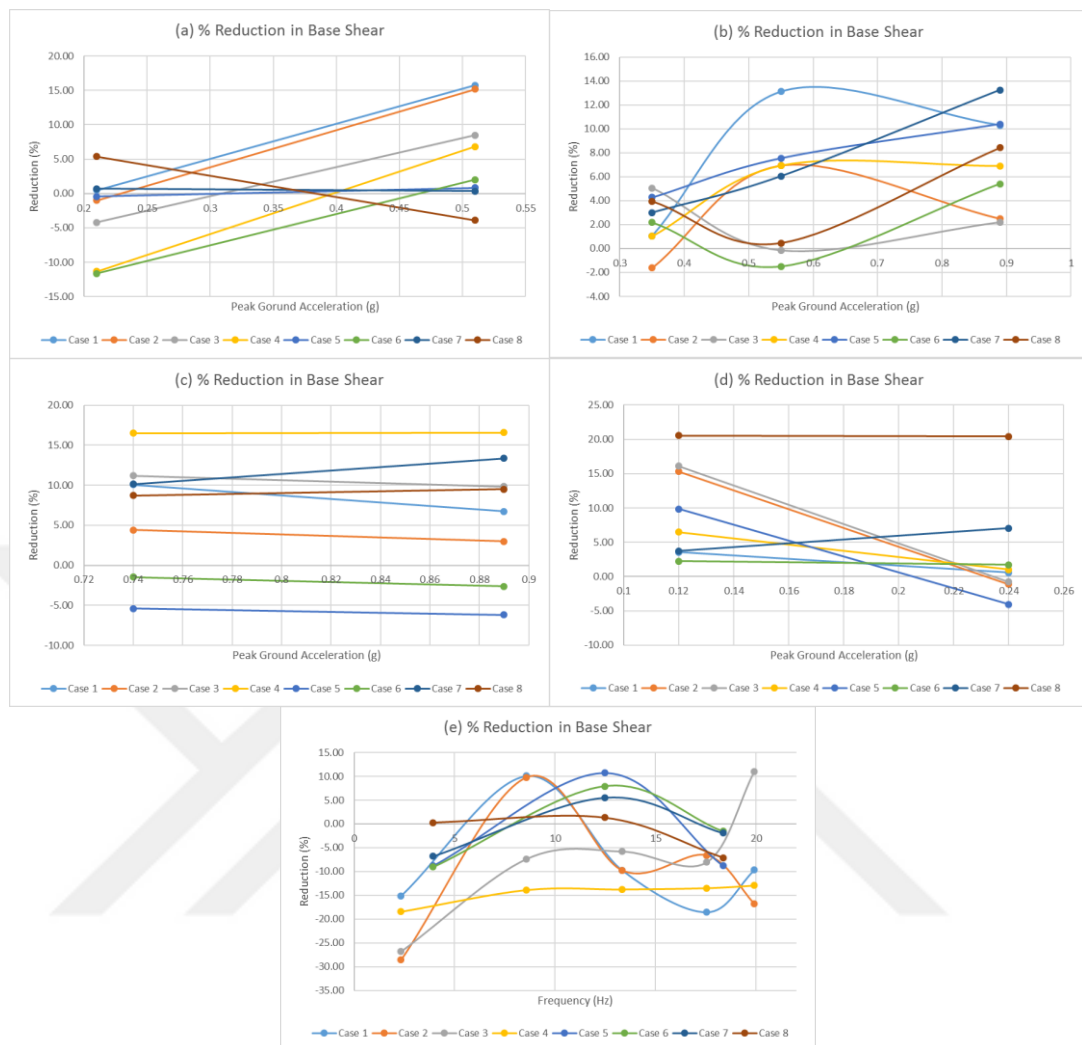 (a) % Reduction in Base Shear
20.00
15.00
10.00
5.00
0.00
-5.00
-10.00
-15.00
0.2 0.25 0.3 0.35 0.4 0.45 0.5 0.55
Reduction (%)
Peak Gorund Acceleration (g)
Case 1 Case 2 Case 3 Case 4 Case 5 Case 6 Case 7 Case 8
(b) % Reduction in Base Shear
16.00
14.00
12.00
10.00
8.00
6.00
4.00
2.00
0.00
-2.00
-4.00
0.3 0.4 0.5 0.6 0.7 0.8 0.9 1
Reduction (%)
Peak Ground Acceleration (g)
Case 1 Case 2 Case 3 Case 4 Case 5 Case 6 Case 7 Case 8
(c) % Reduction in Base Shear
20.00
15.00
10.00
5.00
0.00
-5.00
-10.00
0.72 0.74 0.76 0.78 0.8 0.82 0.84 0.86 0.88 0.9
Reduction (%)
Peak Ground Acceleration (g)
Case 1 Case 2 Case 3 Case 4 Case 5 Case 6 Case 7 Case 8
(d) % Reduction in Base Shear
25.00
20.00
15.00
10.00
5.00
0.00
-5.00
-10.00
0.1 0.12 0.14 0.16 0.18 0.2 0.22 0.24 0.26
Reduction (%)
Peak Ground Acceleration (g)
Case 1 Case 2 Case 3 Case 4 Case 5 Case 6 Case 7 Case 8
(e) % Reduction in Base Shear
15.00
10.00
5.00
0.00
-5.00
-10.00
-15.00
-20.00
-25.00
-30.00
-35.00
0 5 10 15 20
Reduction (%)
Frequency (Hz)
Case 1 Case 2 Case 3 Case 4 Case 5 Case 6 Case 7 Case 8